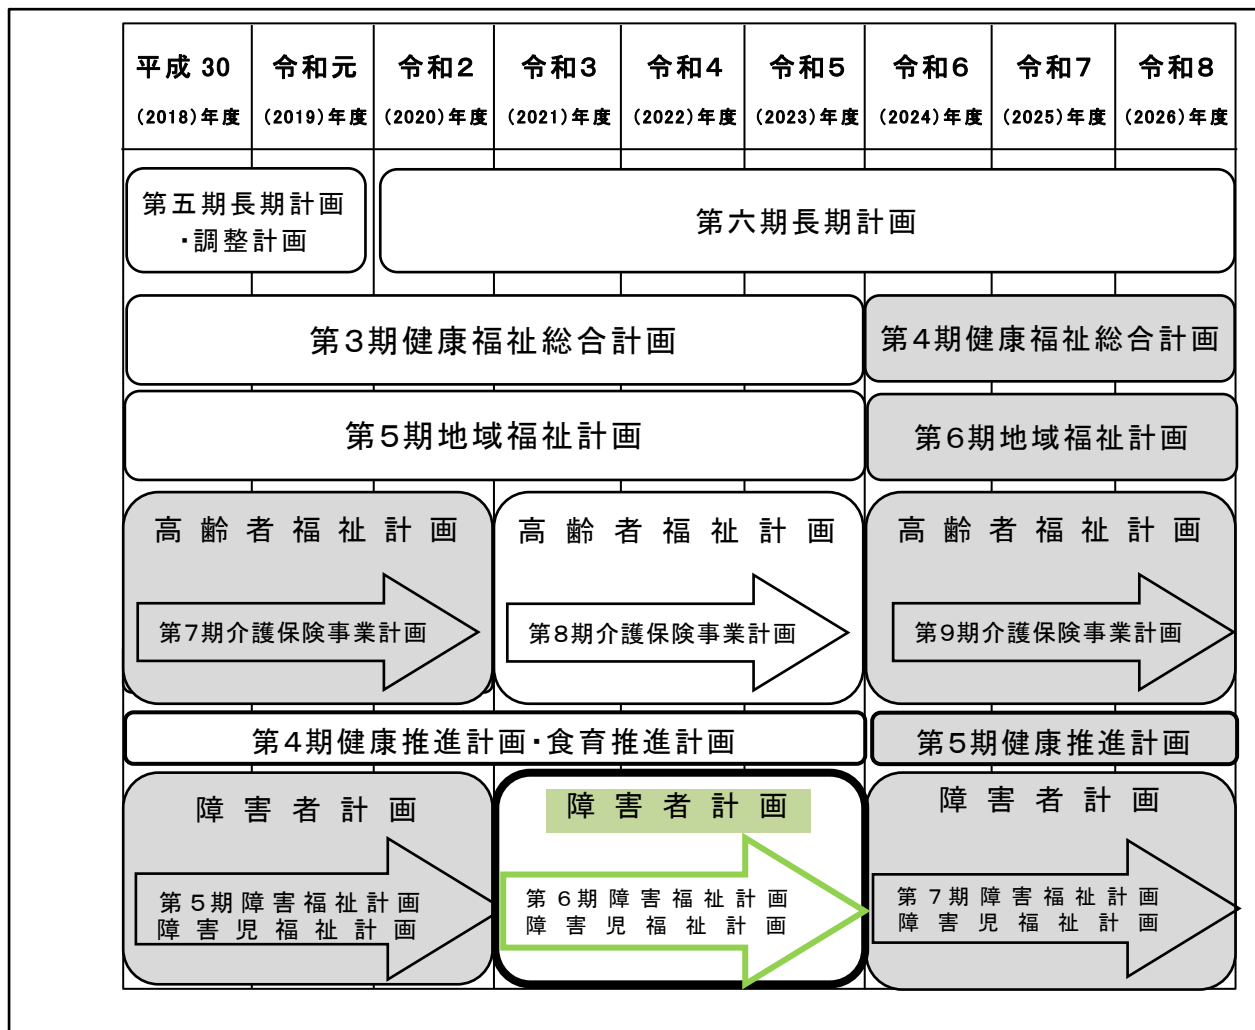 平成30 令和元 令和2 令和3 令和4 令和5 令和6 令和7 令和8
(2018)年度 (2019)年度 (2020)年度 (2021)年度 (2022)年度 (2023)年度 (2024)年度 (2025)年度 (2026)年度
第五期長期計画
・調整計画
第六期長期計画
第3期健康福祉総合計画
第4期健康福祉総合計画
第5期地域福祉計画
第6期地域福祉計画
高齢者福祉計画
第7期介護保険事業計画
高齢者福祉計画
第8期介護保険事業計画
高齢者福祉計画
第9期介護保険事業計画
第4期健康推進計画・食育推進計画
第5期健康推進計画
障害者計画
第5期障害福祉計画
障害児福祉計画
障害者計画
第6期障害福祉計画
障害児福祉計画
障害者計画
第7期障害福祉計画
障害児福祉計画